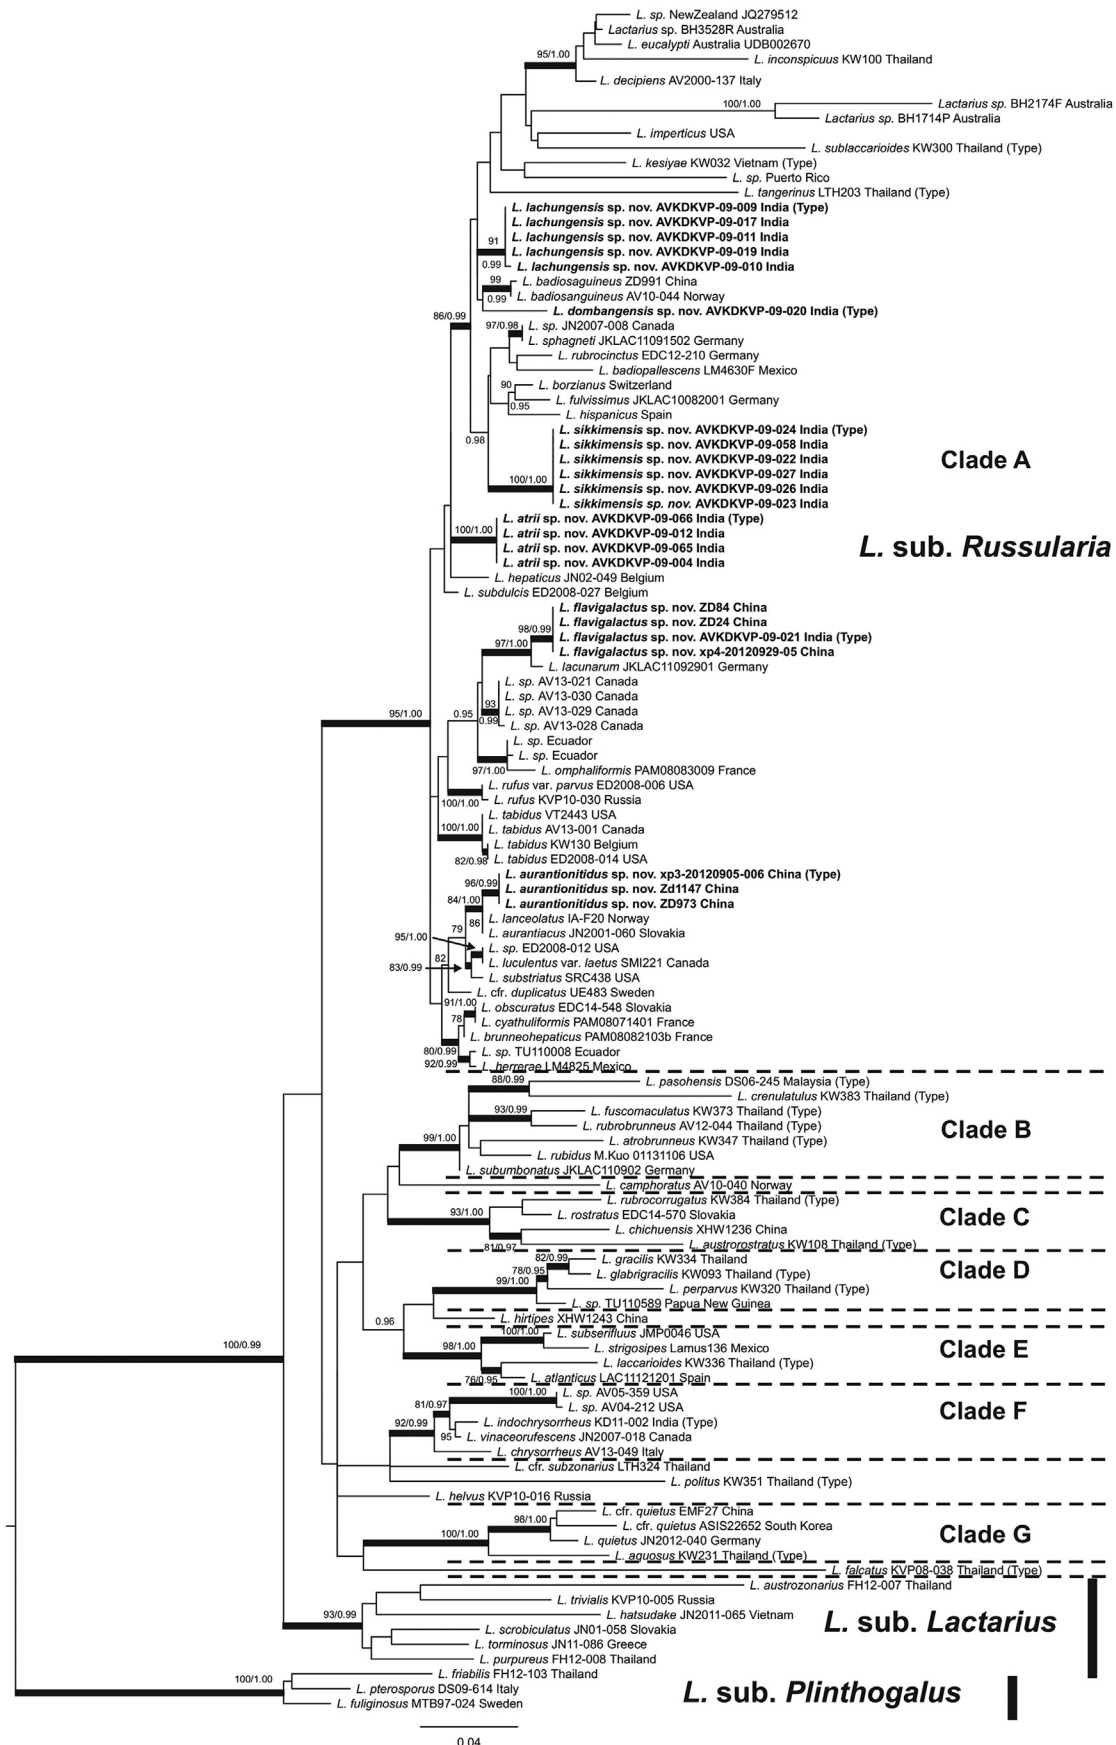 L. sp. NewZealand JQ279512
Lactarius sp. BH3528R Australia
L. eucalypti Australia UDB002670
95/1.00
L. inconspicuus KW100 Thailand
L. decipiens AV2000-137 Italy
100/1.00
Lactarius sp. BH2174F Australia
Lactarius sp. BH1714P Australia
L. imperticus USA
L. sublaccarioides KW300 Thailand (Type)
L. kesiyae KW032 Vietnam (Type)
L. sp. Puerto Rico
L. tangerinus LTH203 Thailand (Type)
L. lachungensis sp. nov. AVKDKVP-09-009 India (Type)
L. lachungensis sp. nov. AVKDKVP-09-017 India
L. lachungensis sp. nov. AVKDKVP-09-011 India
91
L. lachungensis sp. nov. AVKDKVP-09-019 India
0.99
L. lachungensis sp. nov. AVKDKVP-09-010 India
99
L. badiosaguineus ZD991 China
0.99
L. badiosanguineus AV10-044 Norway
L. dombangensis sp. nov. AVKDKVP-09-020 India (Type)
86/0.99
97/0.98
L. sp. JN2007-008 Canada
L. sphagneti JKLAC11091502 Germany
L. rubrocinctus EDC12-210 Germany
L. badiopallescens LM4630F Mexico
90
L. borzianus Switzerland
0.95
L. fulvissimus JKLAC10082001 Germany
L. hispanicus Spain
0.98
L. sikkimensis sp. nov. AVKDKVP-09-024 India (Type)
L. sikkimensis sp. nov. AVKDKVP-09-058 India
L. sikkimensis sp. nov. AVKDKVP-09-022 India
Clade A
L. sikkimensis sp. nov. AVKDKVP-09-027 India
100/1.00
L. sikkimensis sp. nov. AVKDKVP-09-026 India
L. sikkimensis sp. nov. AVKDKVP-09-023 India
L. atrii sp. nov. AVKDKVP-09-066 India (Type)
100/1.00
L. atrii sp. nov. AVKDKVP-09-012 India
L. atrii sp. nov. AVKDKVP-09-065 India
L. sub. Russularia
L. atrii sp. nov. AVKDKVP-09-004 India
L. hepaticus JN02-049 Belgium
L. subdulcis ED2008-027 Belgium
L. flavigalactus sp. nov. ZD84 China
L. flavigalactus sp. nov. ZD24 China
98/0.99
L. flavigalactus sp. nov. AVKDKVP-09-021 India (Type)
97/1.00
L. flavigalactus sp. nov. xp4-20120929-05 China
L. lacunarum JKLAC11092901 Germany
L. sp. AV13-021 Canada
L. sp. AV13-030 Canada
95/1.00
0.95
93
L. sp. AV13-029 Canada
0.99
L. sp. AV13-028 Canada
L. sp. Ecuador
L. sp. Ecuador
97/1.00
L. omphaliformis PAM08083009 France
L. rufus var. parvus ED2008-006 USA
100/1.00
L. rufus KVP10-030 Russia
L. tabidus VT2443 USA
100/1.00
L. tabidus AV13-001 Canada
L. tabidus KW130 Belgium
82/0.98
L. tabidus ED2008-014 USA
L. aurantionitidus sp. nov. xp3-20120905-006 China (Type)
96/0.99
L. aurantionitidus sp. nov. Zd1147 China
84/1.00
L. aurantionitidus sp. nov. ZD973 China
86
L. lanceolatus IA-F20 Norway
79
L. aurantiacus JN2001-060 Slovakia
95/1.00
L. sp. ED2008-012 USA
82
L. luculentus var. laetus SMI221 Canada
83/0.99
L. substriatus SRC438 USA
L. cfr. duplicatus UE483 Sweden
91/1.00
L. obscuratus EDC14-548 Slovakia
78
L. cyathuliformis PAM08071401 France
L. brunneohepaticus PAM08082103b France
80/0.99
L. sp. TU110008 Ecuador
92/0.99
L. herrerae LM4825 Mexico
88/0.99
L. pasohensis DS06-245 Malaysia (Type)
L. crenulatulus KW383 Thailand (Type)
93/0.99
L. fuscomaculatus KW373 Thailand (Type)
L. rubrobrunneus AV12-044 Thailand (Type)
Clade B
99/1.00
L. atrobrunneus KW347 Thailand (Type)
L. rubidus M.Kuo 01131106 USA
L. subumbonatus JKLAC110902 Germany
L. camphoratus AV10-040 Norway
L. rubrocorrugatus KW384 Thailand (Type)
93/1.00
L. rostratus EDC14-570 Slovakia
Clade C
L. chichuensis XHW1236 China
81/0.97
L. austrorostratus KW108 Thailand (Type)
82/0.99
L. gracilis KW334 Thailand
78/0.95
L. glabrigracilis KW093 Thailand (Type)
Clade D
99/1.00
L. perparvus KW320 Thailand (Type)
L. sp. TU110589 Papua New Guinea
0.96
L. hirtipes XHW1243 China
100/1.00
L. subserifluus JMP0046 USA
98/1.00
L. strigosipes Lamus136 Mexico
Clade E
100/0.99
L. laccarioides KW336 Thailand (Type)
76/0.95
L. atlanticus LAC11121201 Spain
100/1.00
L. sp. AV05-359 USA
81/0.97
L. sp. AV04-212 USA
Clade F
92/0.99
L. indochrysorrheus KD11-002 India (Type)
95
L. vinaceorufescens JN2007-018 Canada
L. chrysorrheus AV13-049 Italy
L. cfr. subzonarius LTH324 Thailand
L. politus KW351 Thailand (Type)
L. helvus KVP10-016 Russia
L. cfr. quietus EMF27 China
98/1.00
L. cfr. quietus ASIS22652 South Korea
Clade G
100/1.00
L. quietus JN2012-040 Germany
L. aquosus KW231 Thailand (Type)
L. falcatus KVP08-038 Thailand (Type)
L. austrozonarius FH12-007 Thailand
L. trivialis KVP10-005 Russia
93/0.99
L. hatsudake JN2011-065 Vietnam
L. sub. Lactarius
L. scrobiculatus JN01-058 Slovakia
L. torminosus JN11-086 Greece
L. purpureus FH12-008 Thailand
100/1.00
L. friabilis FH12-103 Thailand
L. pterosporus DS09-614 Italy
L. sub. Plinthogalus
L. fuliginosus MTB97-024 Sweden
0.04